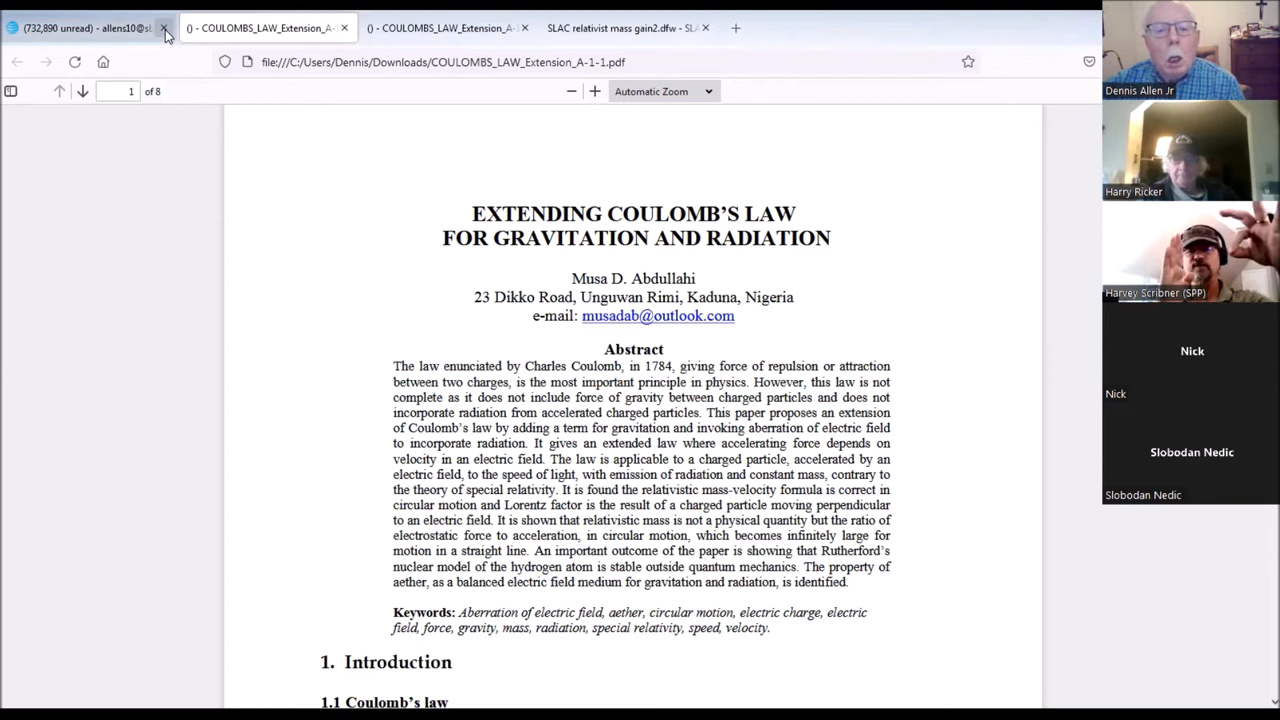 (732,890 unread) - allens10@sb
() - COULOMBS_LAW_Extension_A-1
() - COULOMBS_LAW_Extension_A-1
SLAC relativist mass gain2.dfw - SLA
file:///C:/Users/Dennis/Downloads/COULOMBS_LAW_Extension_A-1-1.pdf
1 of 8
Automatic Zoom
EXTENDING COULOMB'S LAW
FOR GRAVITATION AND RADIATION
Musa D. Abdullahi
23 Dikko Road, Unguwan Rimi, Kaduna, Nigeria
e-mail: musadab@outlook.com
Abstract
The law enunciated by Charles Coulomb, in 1784, giving force of repulsion or attraction
between two charges, is the most important principle in physics. However, this law is not
complete as it does not include force of gravity between charged particles and does not
incorporate radiation from accelerated charged particles. This paper proposes an extension
of Coulomb's law by adding a term for gravitation and invoking aberration of electric field
to incorporate radiation. It gives an extended law where accelerating force depends on
velocity in an electric field. The law is applicable to a charged particle, accelerated by an
electric field, to the speed of light, with emission of radiation and constant mass, contrary to
the theory of special relativity. It is found the relativistic mass-velocity formula is correct in
circular motion and Lorentz factor is the result of a charged particle moving perpendicular
to an electric field. It is shown that relativistic mass is not a physical quantity but the ratio of
electrostatic force to acceleration, in circular motion, which becomes infinitely large for
motion in a straight line. An important outcome of the paper is showing that Rutherford's
nuclear model of the hydrogen atom is stable outside quantum mechanics. The property of
aether, as a balanced electric field medium for gravitation and radiation, is identified.
Keywords: Aberration of electric field, aether, circular motion, electric charge, electric
field, force, gravity, mass, radiation, special relativity, speed, velocity.
1. Introduction
1.1 Coulomb's law
Dennis Allen Jr
Harry Ricker
Harvey Scribner (SPP)
Nick
Nick
Slobodan Nedic
Slobodan Nedic